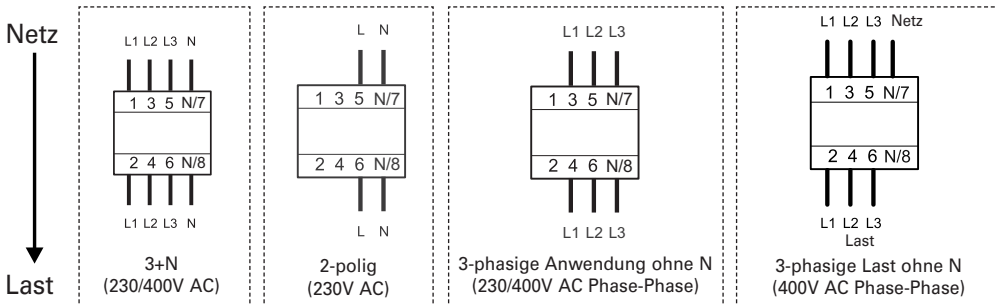 Netz
Last
L1 L2 L3 N
1 3 5 N/7
2 4 6 N/8
L1 L2 L3 N
3+N
(230/400V AC)
L N
1 3 5 N/7
2 4 6 N/8
L N
2-polig
(230V AC)
L1 L2 L3
1 3 5 N/7
2 4 6 N/8
L1 L2 L3
3-phasige Anwendung ohne N
(230/400V AC Phase-Phase)
L1 L2 L3 Netz
1 3 5 N/7
2 4 6 N/8
L1 L2 L3
Last
3-phasige Last ohne N
(400V AC Phase-Phase)